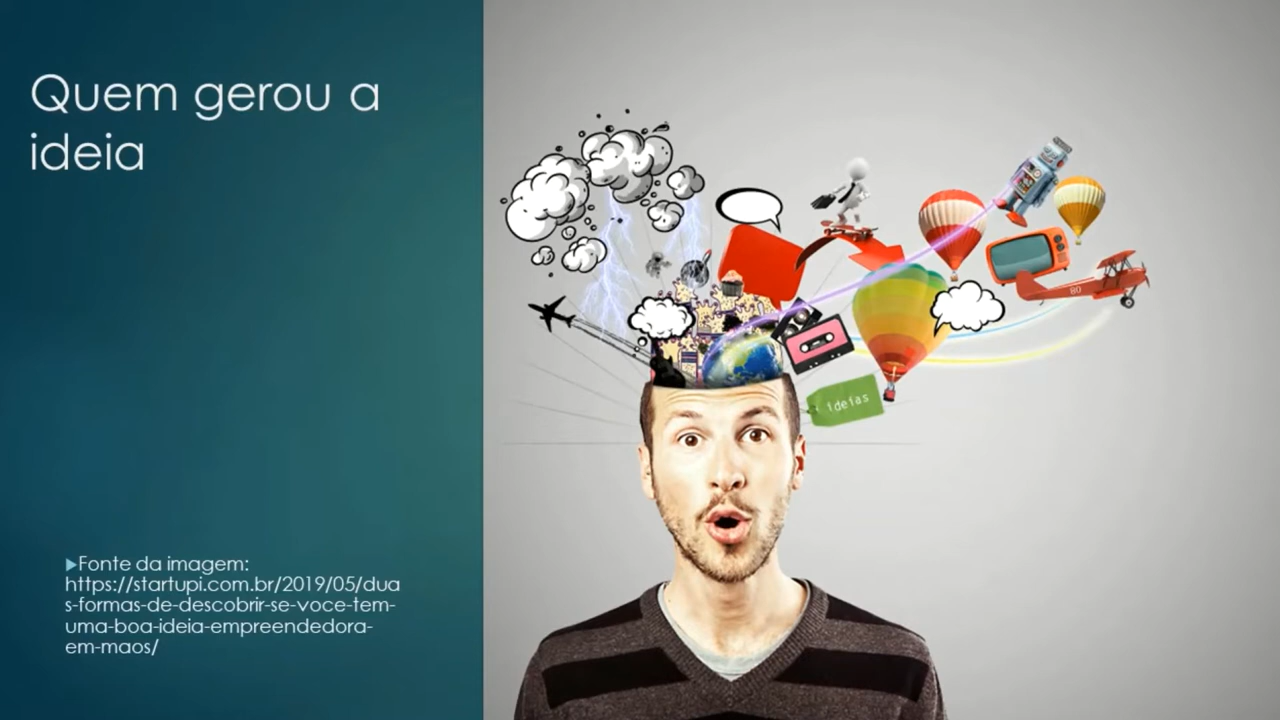 Quem gerou a
ideia
ideias
80
▶Fonte da imagem:
https://startupi.com.br/2019/05/dua
s-formas-de-descobrir-se-voce-tem-
uma-boa-ideia-empreendedora-
em-maos/